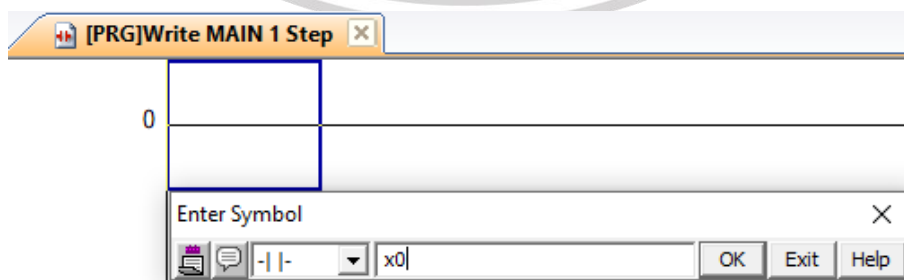 [PRG]Write MAIN 1 Step
0
Enter Symbol
-| |- x0 OK Exit Help